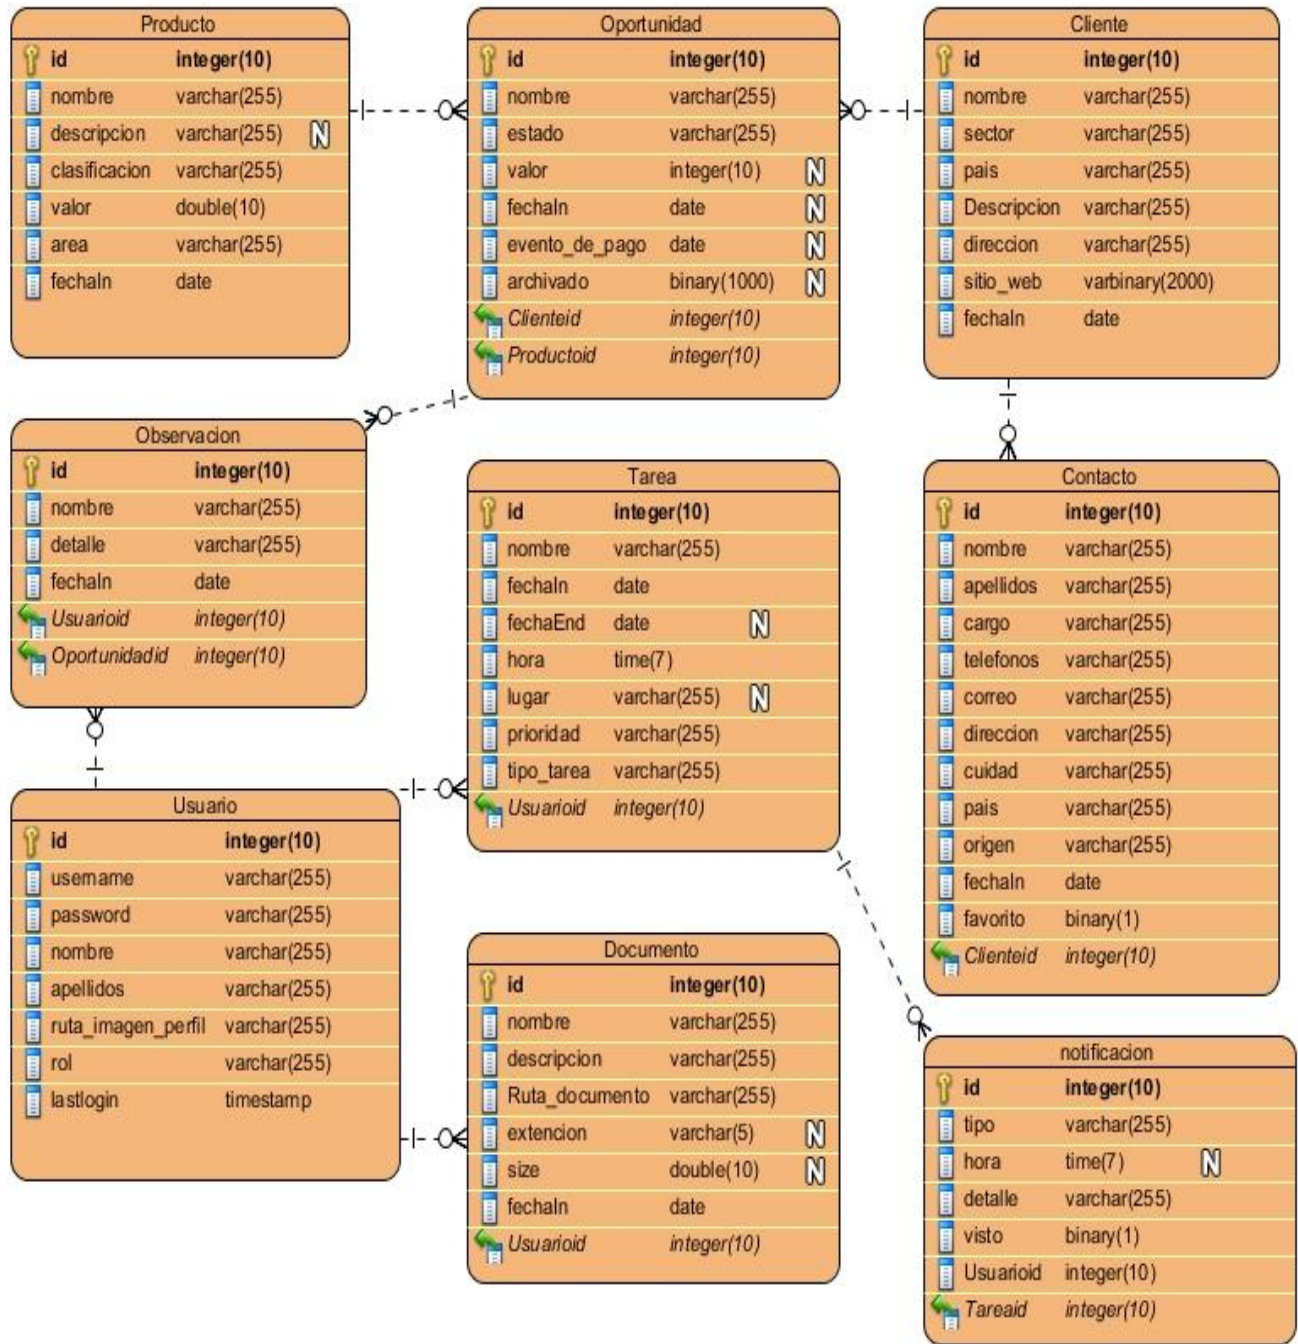 Producto
id integer(10)
nombre varchar(255)
descripcion varchar(255) N
clasificacion varchar(255)
valor double(10)
area varchar(255)
fechaIn date
Oportunidad
id integer(10)
nombre varchar(255)
estado varchar(255)
valor integer(10) N
fechaIn date N
evento_de_pago date N
archivado binary(1000) N
Clienteid integer(10)
Productoid integer(10)
Cliente
id integer(10)
nombre varchar(255)
sector varchar(255)
pais varchar(255)
Descripcion varchar(255)
direccion varchar(255)
sitio_web varbinary(2000)
fechaIn date
Observacion
id integer(10)
nombre varchar(255)
detalle varchar(255)
fechaIn date
Usuarioid integer(10)
Oportunidadid integer(10)
Tarea
id integer(10)
nombre varchar(255)
fechaIn date
fechaEnd date N
hora time(7)
lugar varchar(255) N
prioridad varchar(255)
tipo_tarea varchar(255)
Usuarioid integer(10)
Contacto
id integer(10)
nombre varchar(255)
apellidos varchar(255)
cargo varchar(255)
telefonos varchar(255)
correo varchar(255)
direccion varchar(255)
cuidad varchar(255)
pais varchar(255)
origen varchar(255)
fechaIn date
favorito binary(1)
Clienteid integer(10)
Usuario
id integer(10)
username varchar(255)
password varchar(255)
nombre varchar(255)
apellidos varchar(255)
ruta_imagen_perfil varchar(255)
rol varchar(255)
lastlogin timestamp
Documento
id integer(10)
nombre varchar(255)
descripcion varchar(255)
Ruta_documento varchar(255)
extencion varchar(5) N
size double(10) N
fechaIn date
Usuarioid integer(10)
notificacion
id integer(10)
tipo varchar(255)
hora time(7) N
detalle varchar(255)
visto binary(1)
Usuarioid integer(10)
Tareaid integer(10)